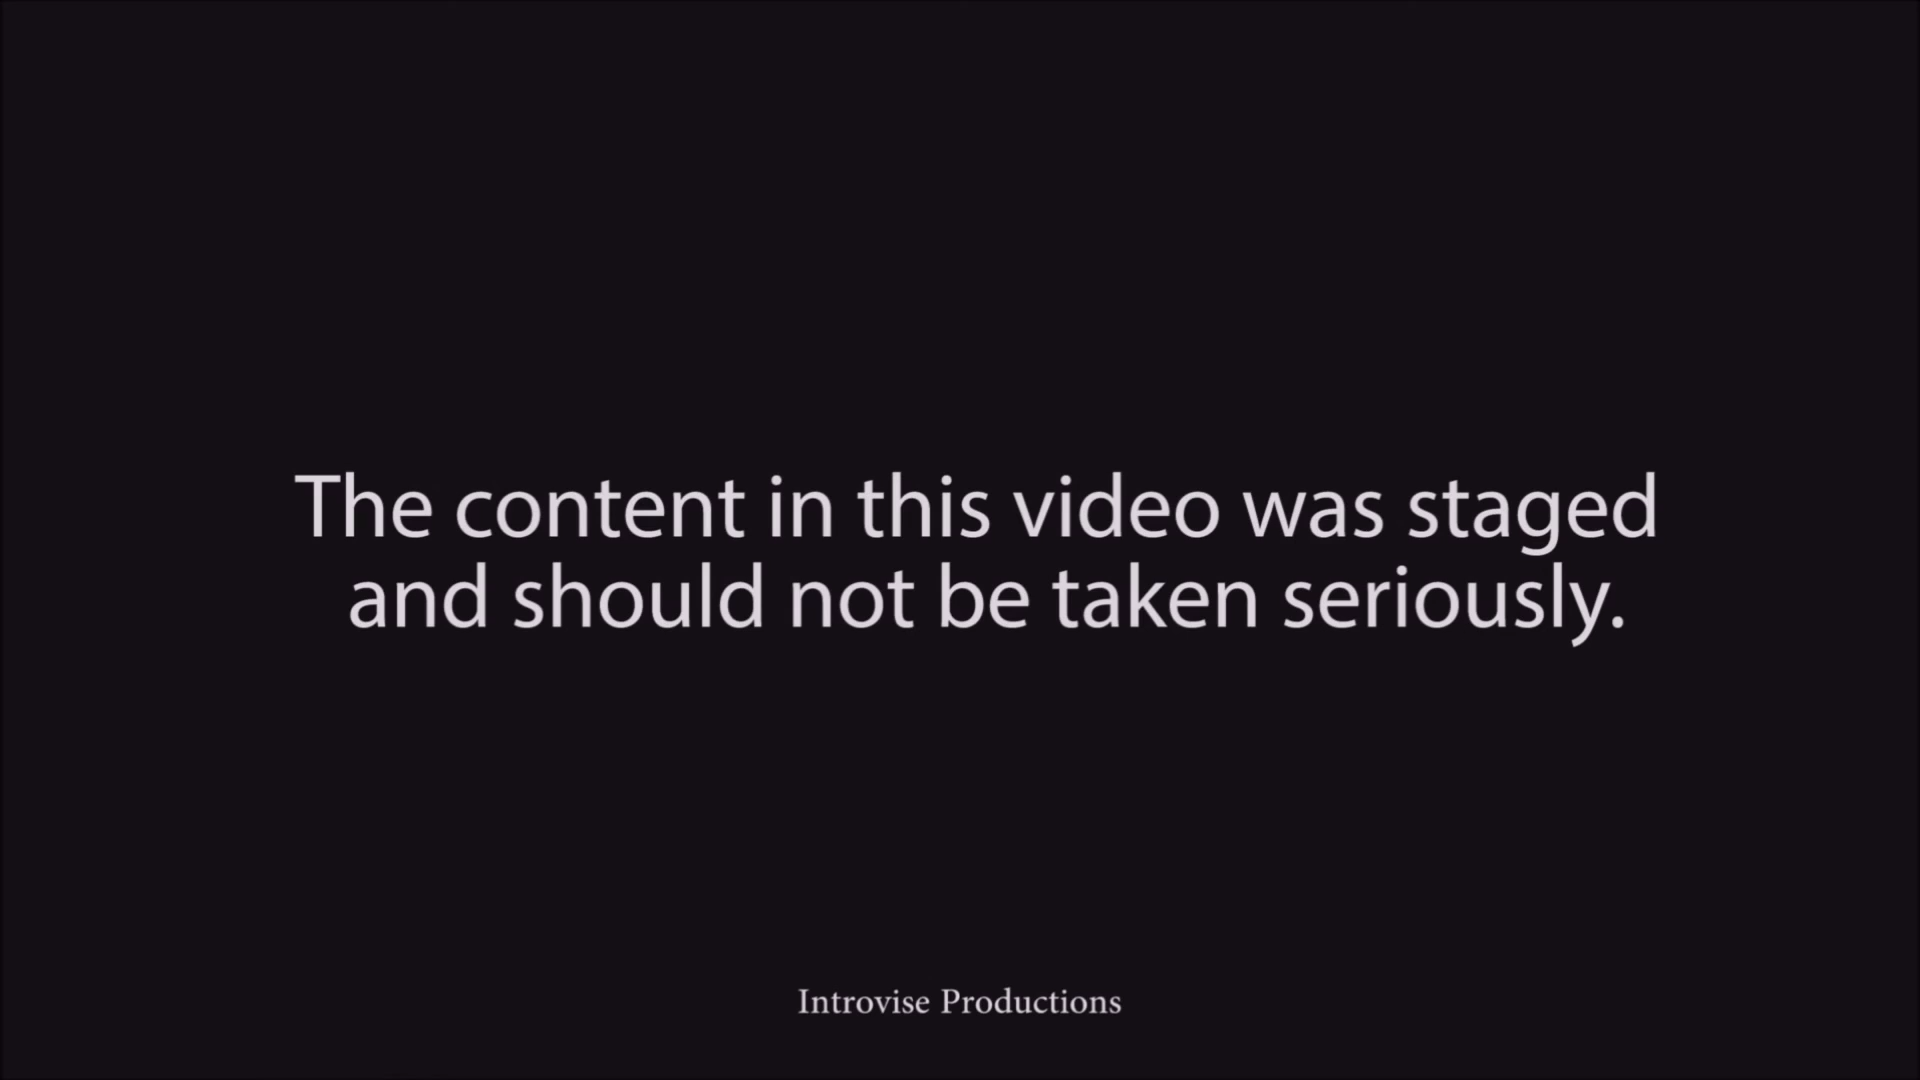 The content in this video was staged
and should not be taken seriously.
Introvise Productions